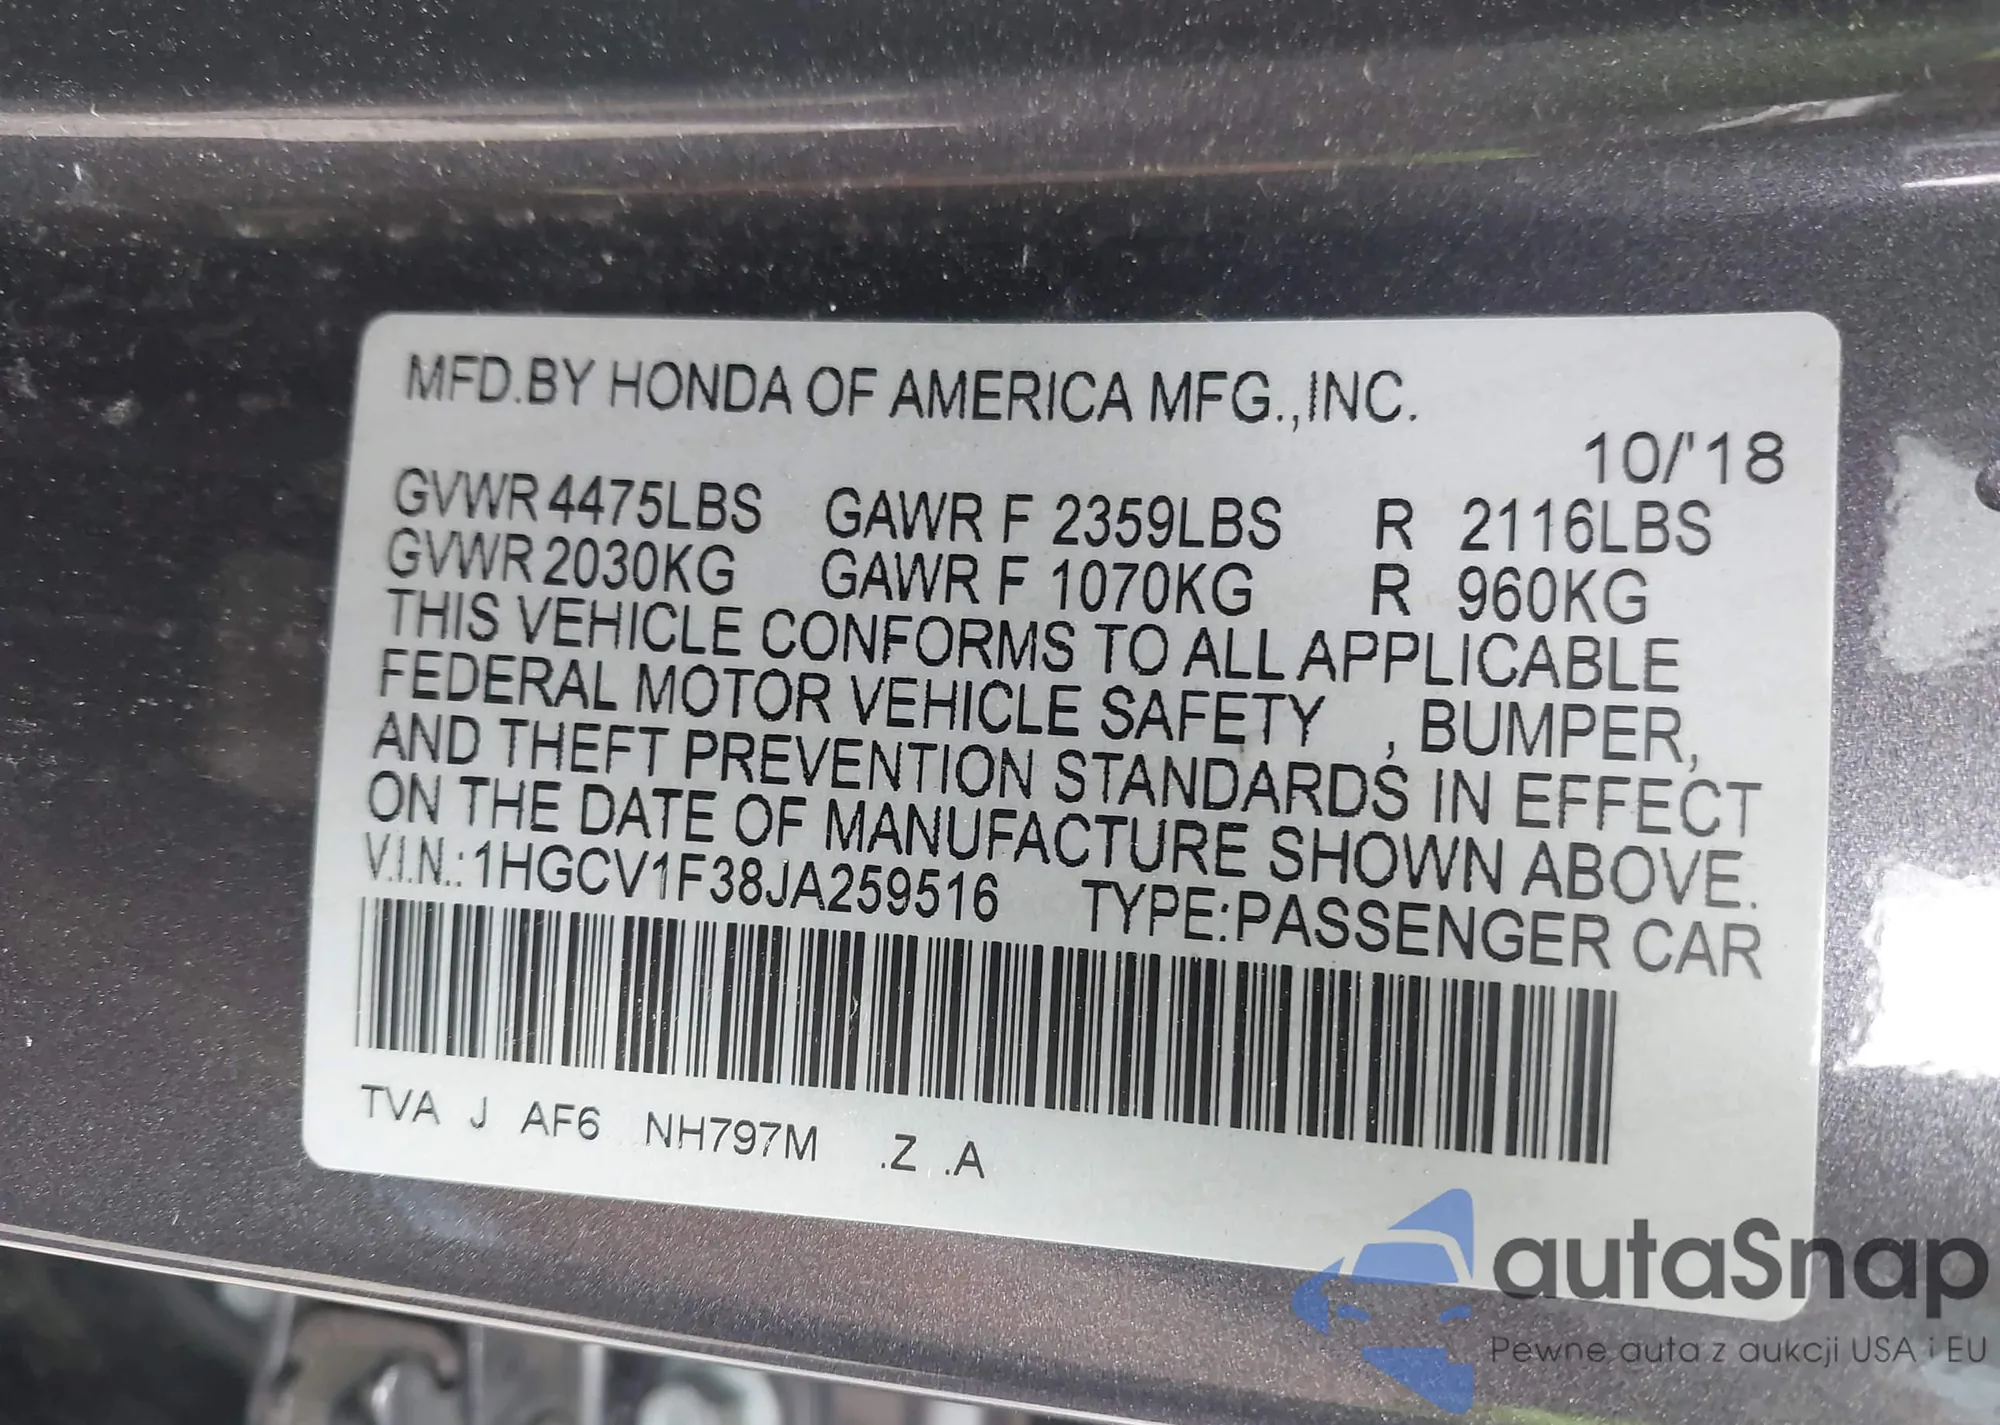 MFD.BY HONDA OF AMERICA MFG.,INC.
10/'18
GVWR 4475LBS GAWR F 2359LBS R 2116LBS
GVWR 2030KG GAWR F 1070KG R 960KG
THIS VEHICLE CONFORMS TO ALL APPLICABLE
FEDERAL MOTOR VEHICLE SAFETY , BUMPER,
AND THEFT PREVENTION STANDARDS IN EFFECT
ON THE DATE OF MANUFACTURE SHOWN ABOVE.
V.I.N.: 1HGCV1F38JA259516 TYPE:PASSENGER CAR
TVA J AF6 NH797M .Z .A
autaSnap
Pewne auta z aukcji USA i EU